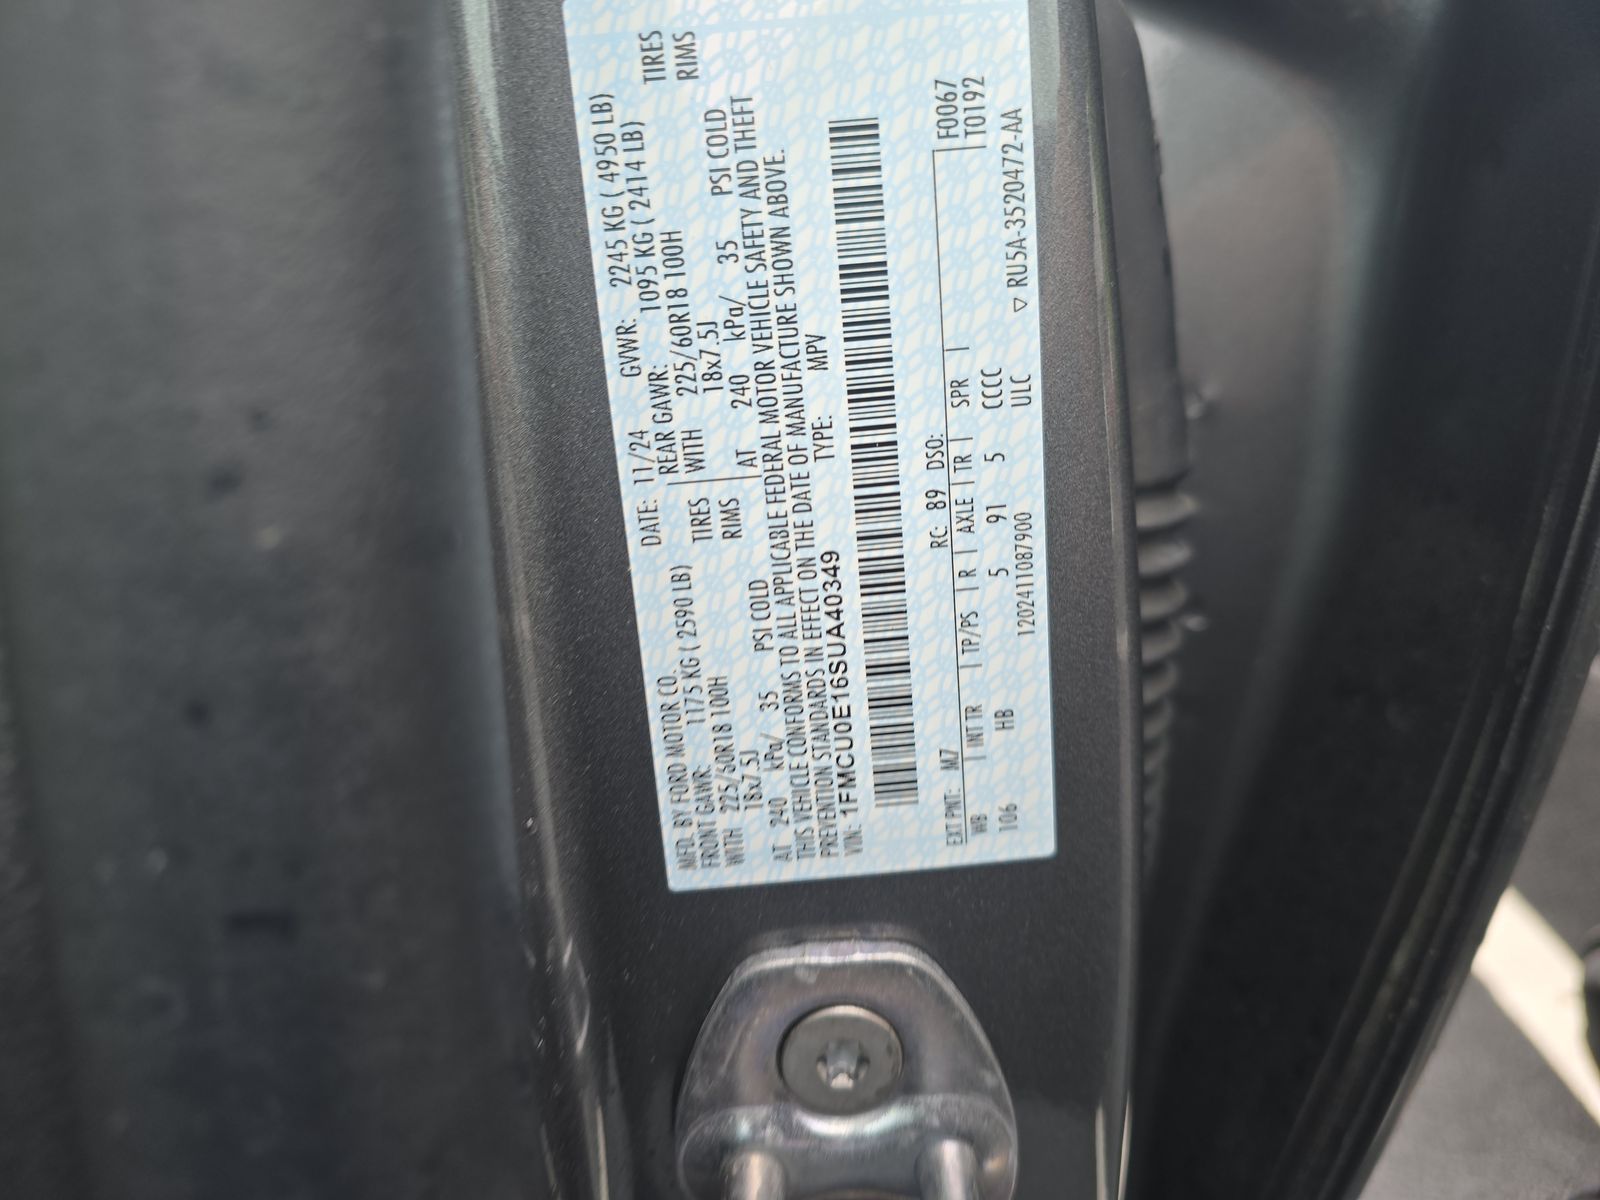 MFD. BY FORD MOTOR CO.
DATE: 11/24 GVWR: 2245 KG ( 4950 LB)
FRONT GAWR: 1175 KG ( 2590 LB) REAR GAWR: 1095 KG ( 2414 LB)
WITH 225/60R18 100H TIRES WITH 225/60R18 100H TIRES
18x7.5J RIMS 18x7.5J RIMS
AT 240 kPa/ 35 PSI COLD AT 240 kPa/ 35 PSI COLD
THIS VEHICLE CONFORMS TO ALL APPLICABLE FEDERAL MOTOR VEHICLE SAFETY AND THEFT
PREVENTION STANDARDS IN EFFECT ON THE DATE OF MANUFACTURE SHOWN ABOVE.
VIN: 1FMCU0E16SUA40349 TYPE: MPV
F0067
EXT PNT: M7 RC: 89 DSO: T0192
WB | INT TR | TP/PS | R | AXLE | TR | SPR |
106 HB 5 91 5 CCCC
1202411087900 ULC ▽ RU5A-3520472-AA